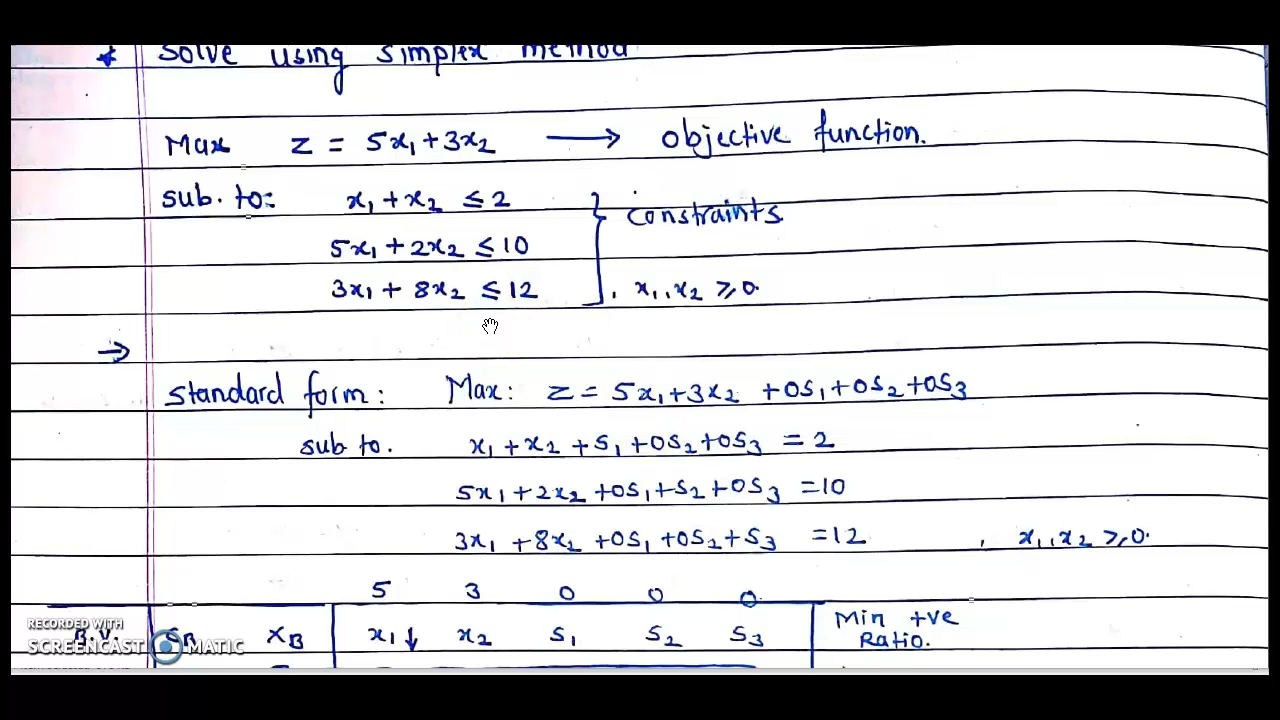 * Solve using simplex method
Max z = 5x₁ + 3x₂ → objective function.
sub. to: x₁ + x₂ ≤ 2
constraints
5x₁ + 2x₂ ≤ 10
3x₁ + 8x₂ ≤ 12 , x₁, x₂ ≥ 0.
→
Standard form: Max: z = 5x₁ + 3x₂ + 0S₁ + 0S₂ + 0S₃
sub to. x₁ + x₂ + S₁ + 0S₂ + 0S₃ = 2
5x₁ + 2x₂ + 0S₁ + S₂ + 0S₃ = 10
3x₁ + 8x₂ + 0S₁ + 0S₂ + S₃ = 12 , x₁, x₂ ≥ 0.
5 3 0 0 0
B.V. CB XB x₁↓ x₂ S₁ S₂ S₃ Min +ve Ratio.
RECORDED WITH
SCREENCAST MATIC